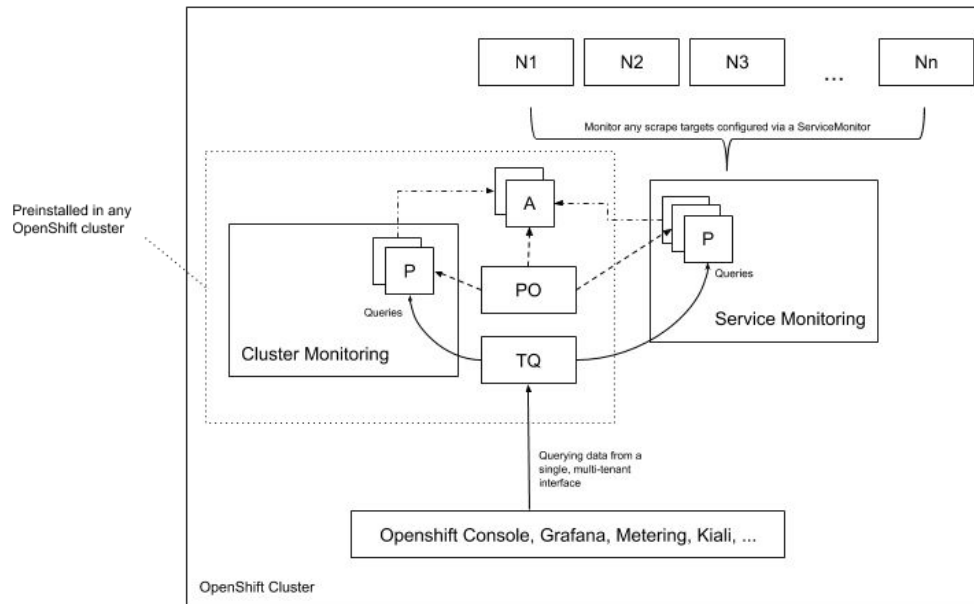 N1
N2
N3
...
Nn
Monitor any scrape targets configured via a ServiceMonitor
Preinstalled in any
OpenShift cluster
A
P
P
PO
Queries
Queries
Service Monitoring
Cluster Monitoring
TQ
Querying data from a
single, multi-tenant
interface
Openshift Console, Grafana, Metering, Kiali, ...
OpenShift Cluster